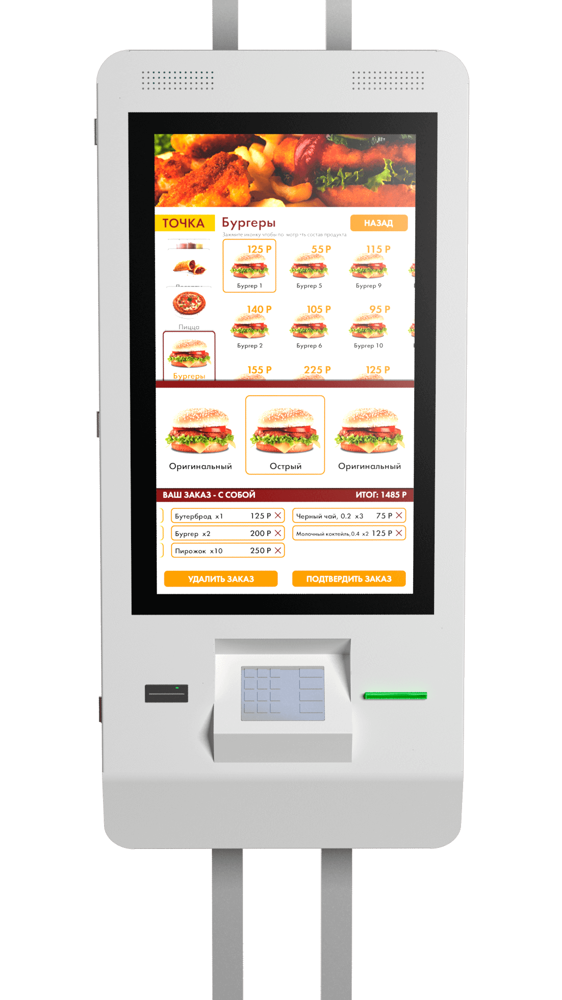 ТОЧКА
Бургеры
НАЗАД
Зажмите иконку чтобы по мотр ть состав продукта
125 Р
55 Р
115 Р
Бургер 1
Бургер 5
Бургер 9
Пицца
140 Р
105 Р
95 Р
Бургер 2
Бургер 6
Бургер 10
Бургеры
155 Р
225 Р
125 Р
Оригинальный
Острый
Оригинальный
ВАШ ЗАКАЗ - С СОБОЙ
ИТОГ: 1485 Р
Бутерброд x1 125 Р
Бургер x2 200 Р
Пирожок x10 250 Р
Черный чай, 0.2 x3 75 Р
Молочный коктейль,0.4 x2 125 Р
УДАЛИТЬ ЗАКАЗ
ПОДТВЕРДИТЬ ЗАКАЗ